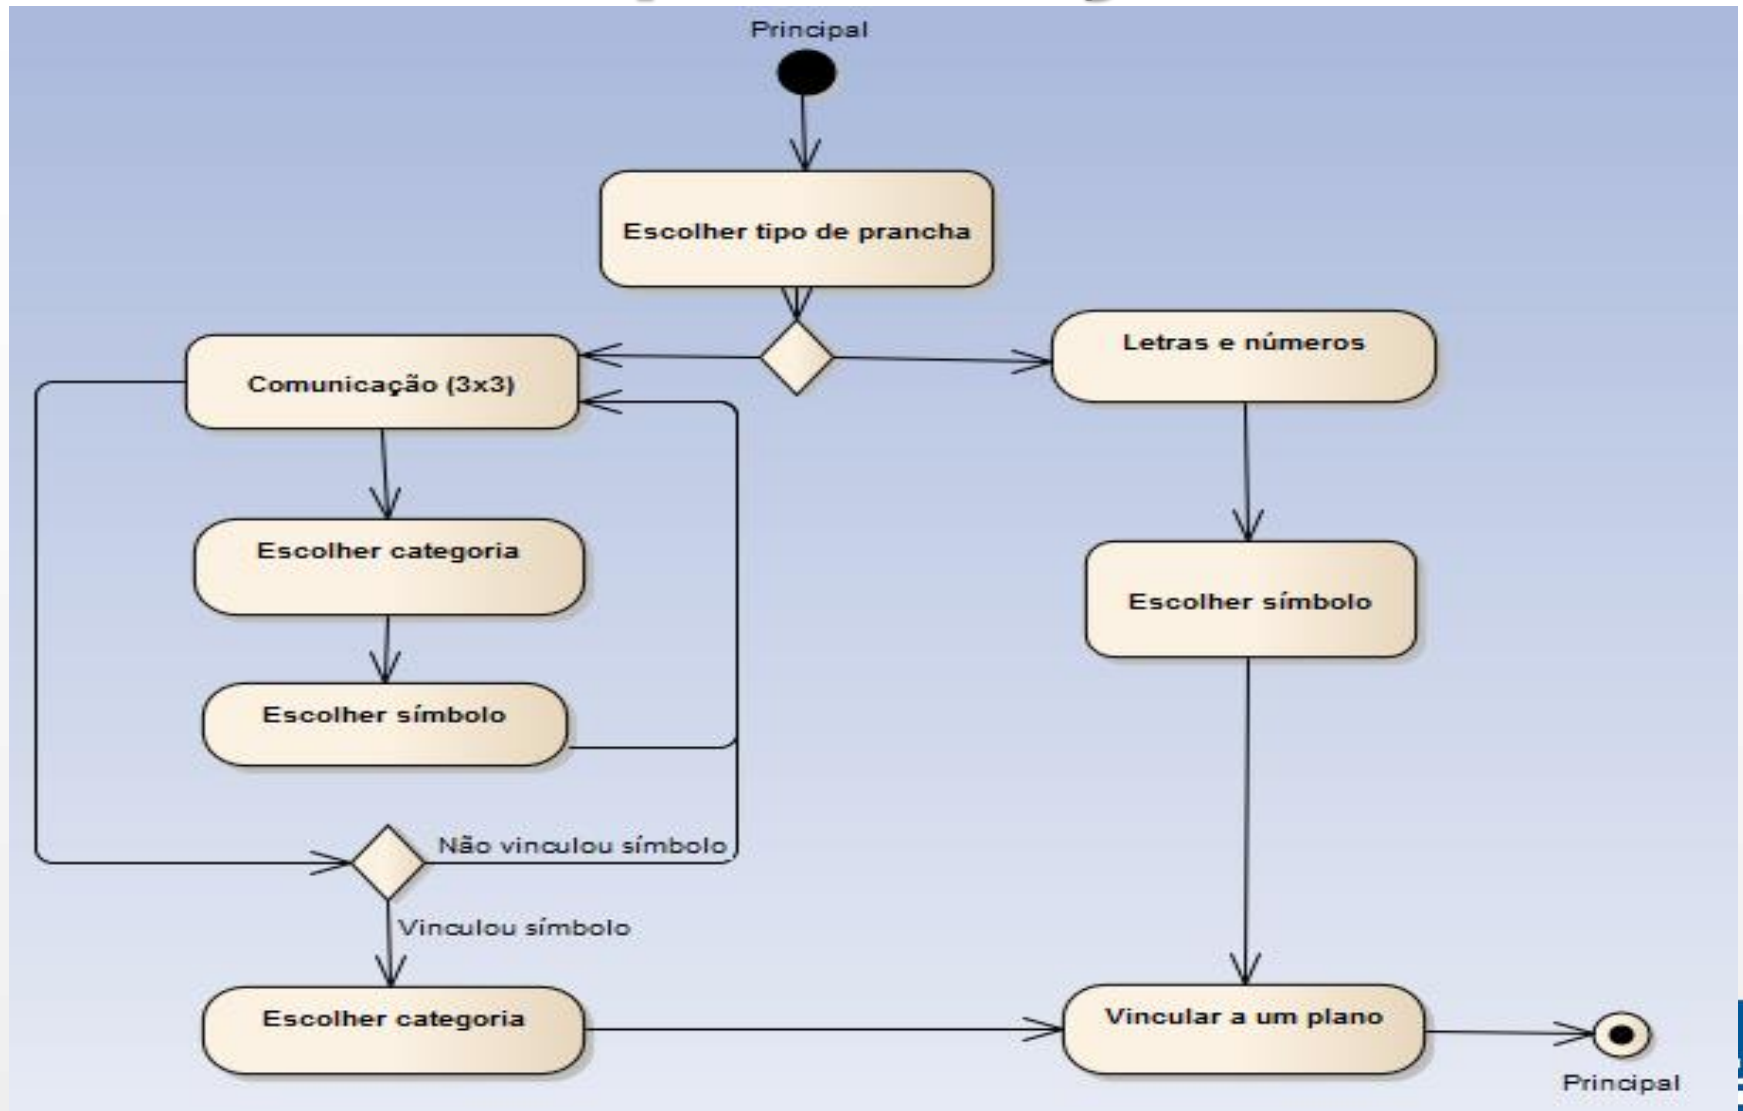 Principal
Escolher tipo de prancha
Letras e números
Comunicação (3x3)
Escolher categoria
Escolher símbolo
Escolher símbolo
Não vinculou símbolo
Vinculou símbolo
Escolher categoria
Vincular a um plano
Principal